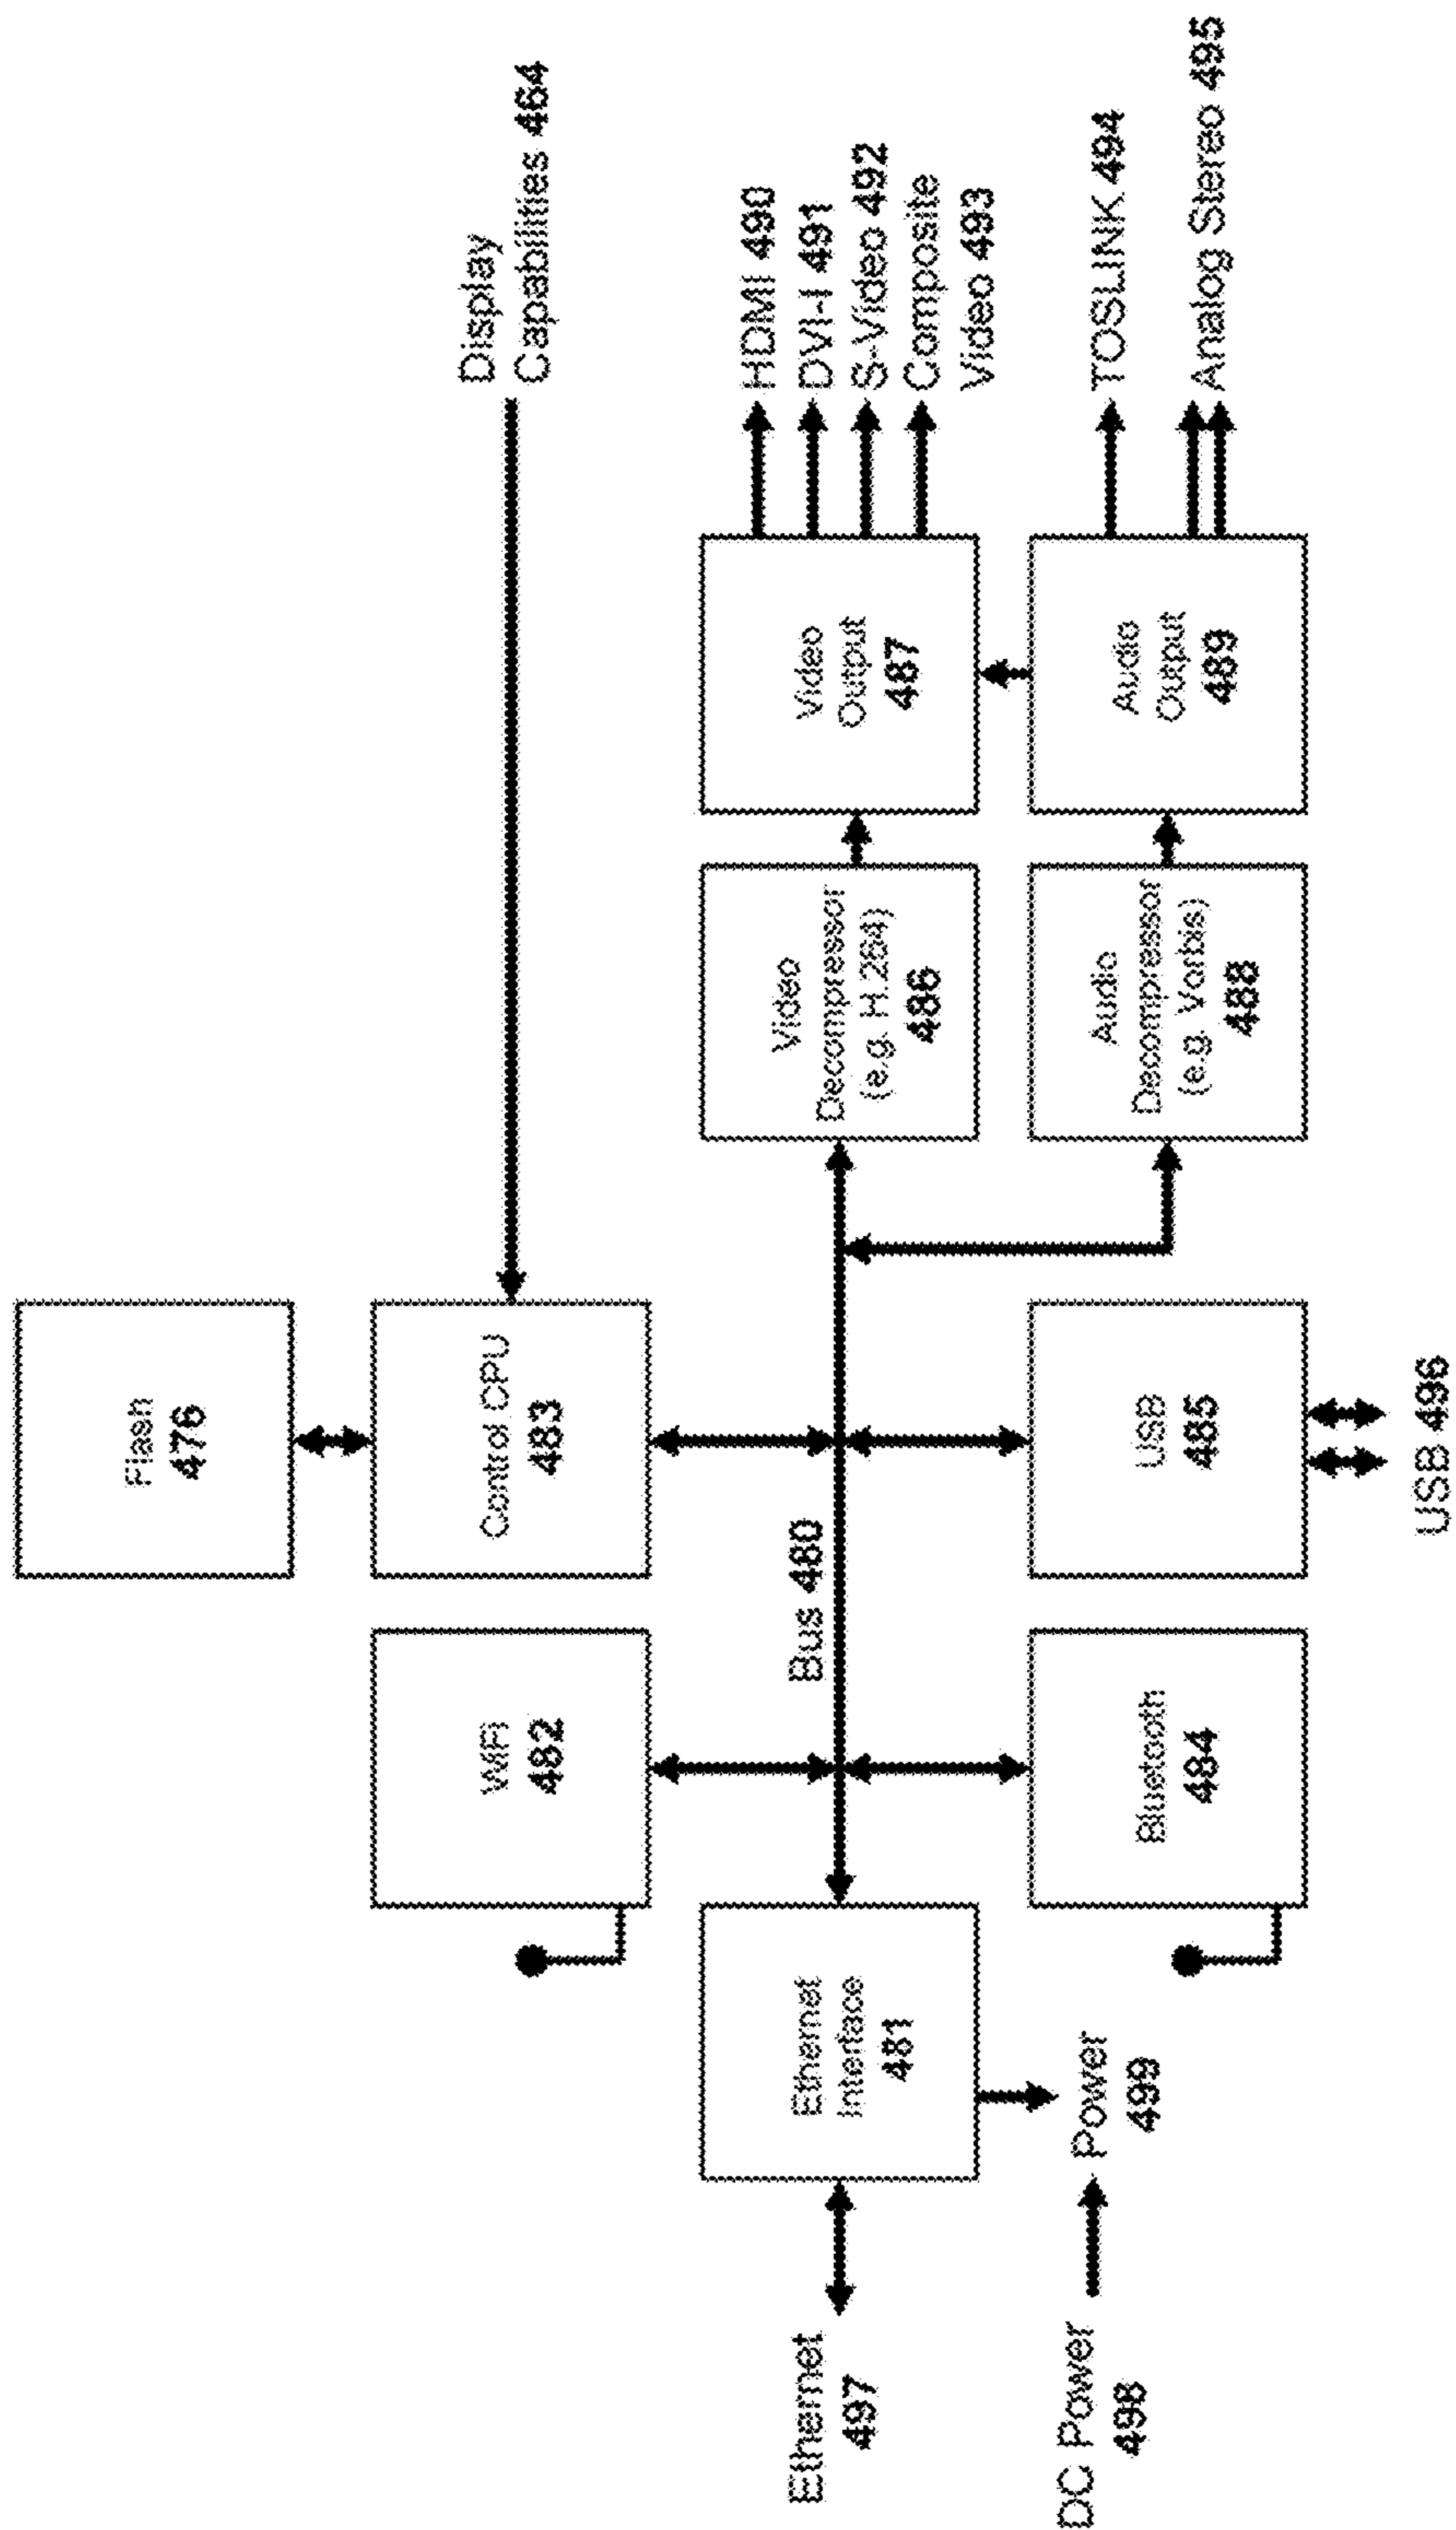 Flash
476
Display
Capabilities 464
WiFi
482
Control CPU
483
Bus 480
Ethernet
497
Ethernet
Interface
481
Video
Decompressor
(e.g. H.264)
486
Video
Output
487
HDMI 490
DVI-I 491
S-Video 492
Composite
Video 493
DC Power
498
Power
499
Bluetooth
484
USB
485
Audio
Decompressor
(e.g. Vorbis)
488
Audio
Output
489
TOSLINK 494
Analog Stereo 495
USB 496